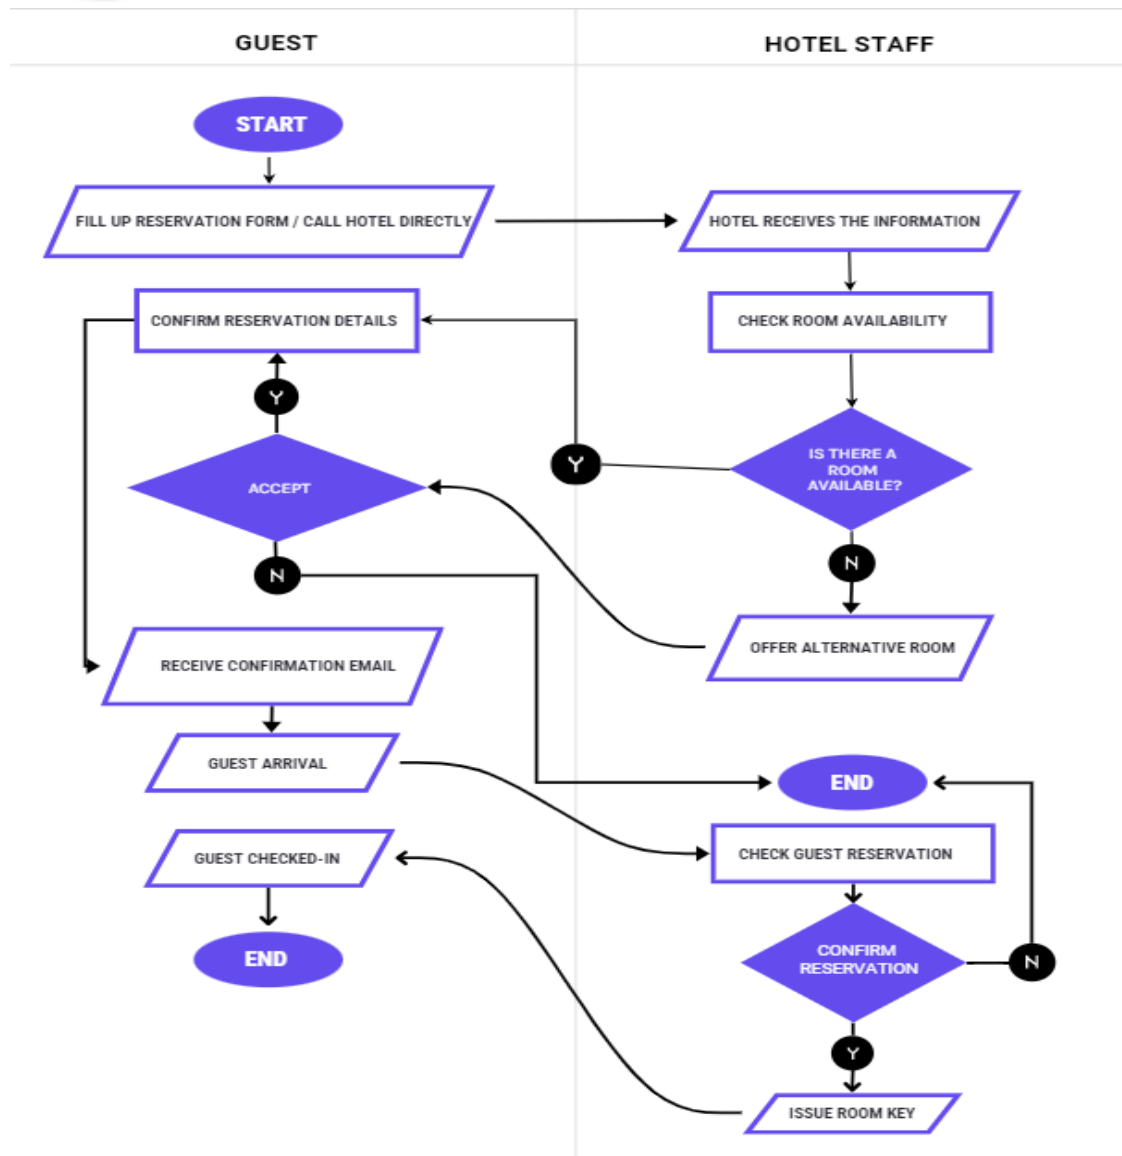 GUEST
HOTEL STAFF
START
FILL UP RESERVATION FORM / CALL HOTEL DIRECTLY
HOTEL RECEIVES THE INFORMATION
CONFIRM RESERVATION DETAILS
CHECK ROOM AVAILABILITY
Y
IS THERE A
ROOM
AVAILABLE?
Y
ACCEPT
N
N
OFFER ALTERNATIVE ROOM
RECEIVE CONFIRMATION EMAIL
GUEST ARRIVAL
END
CHECK GUEST RESERVATION
GUEST CHECKED-IN
END
CONFIRM
RESERVATION
N
Y
ISSUE ROOM KEY